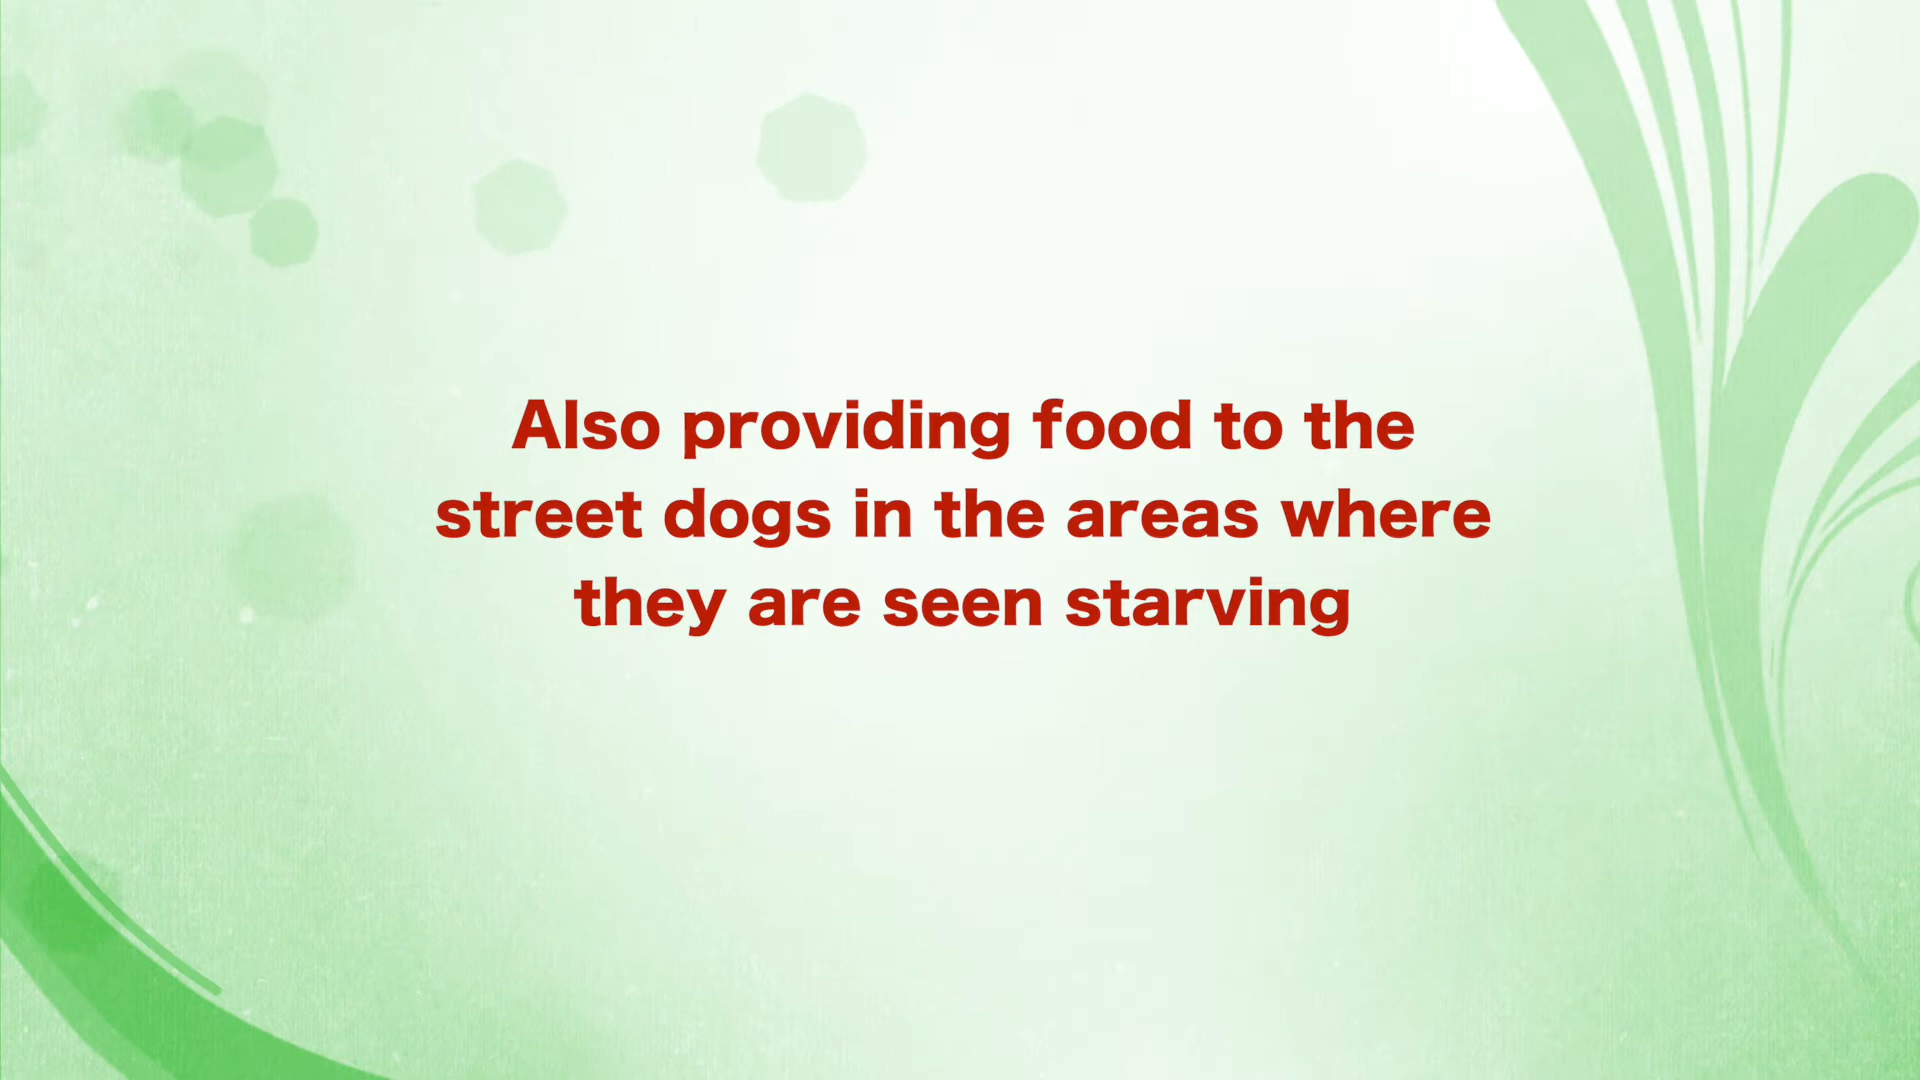 Also providing food to the
street dogs in the areas where
they are seen starving